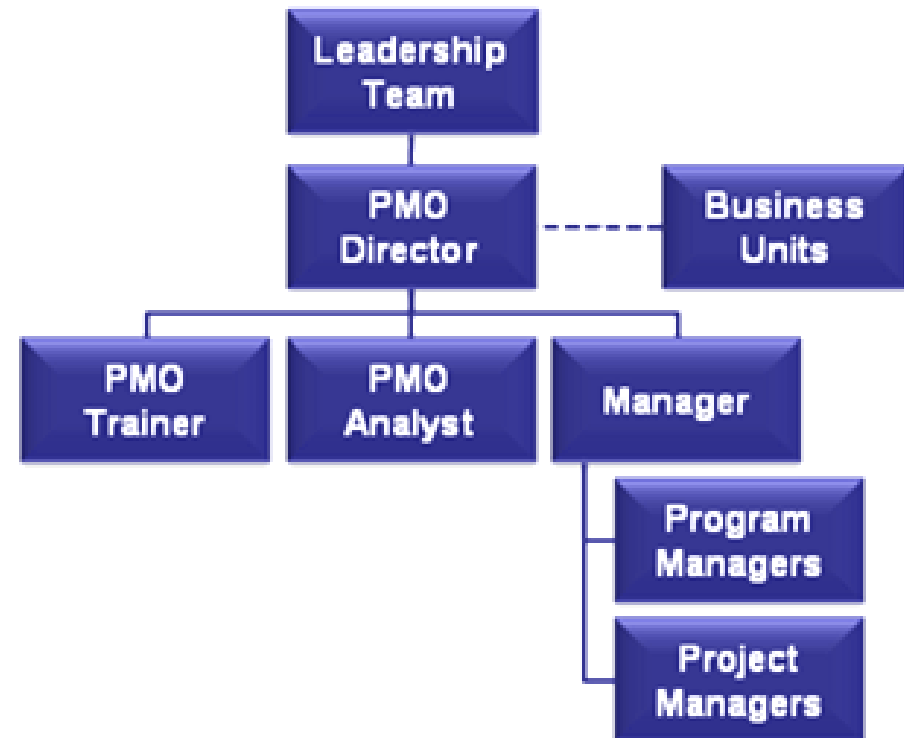 Leadership
Team
PMO
Director
Business
Units
PMO
Trainer
PMO
Analyst
Manager
Program
Managers
Project
Managers